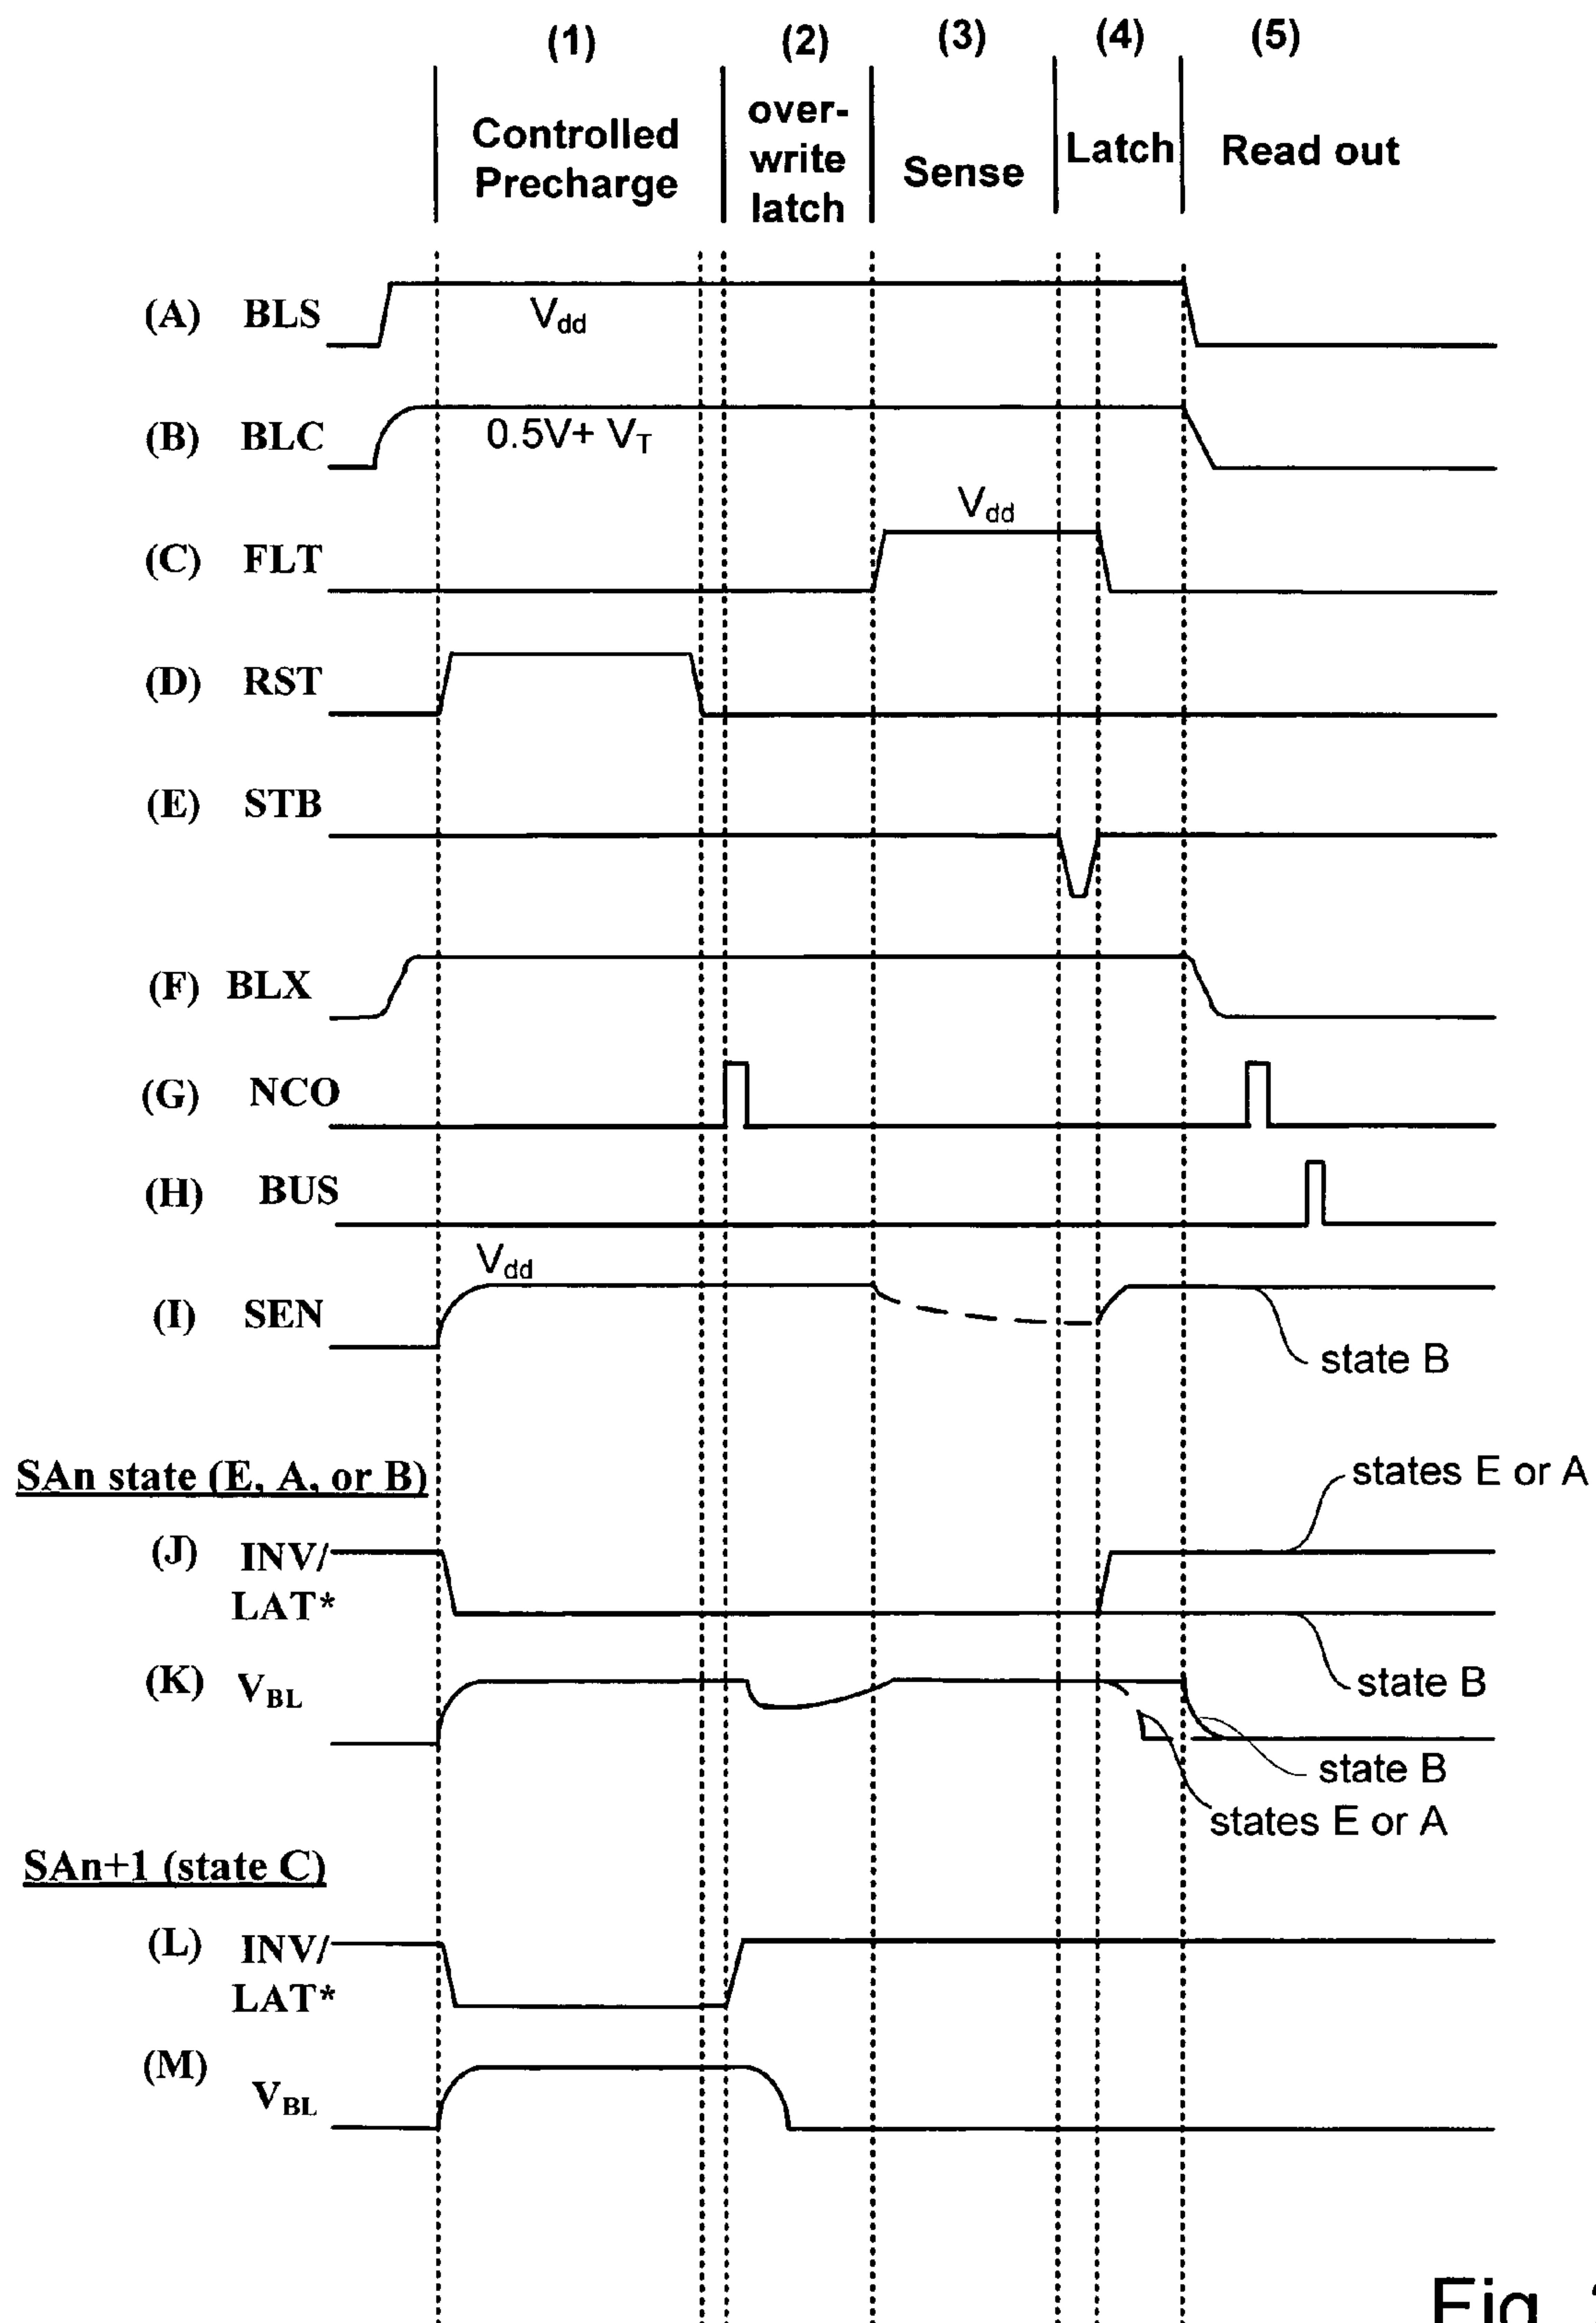 (1) (2) (3) (4) (5)
Controlled
Precharge
over-
write
latch
Sense
Latch
Read out
(A) BLS
Vdd
(B) BLC
0.5V+ VT
(C) FLT
Vdd
(D) RST
(E) STB
(F) BLX
(G) NCO
(H) BUS
(I) SEN
Vdd
state B
SAn state (E, A, or B)
states E or A
(J) INV/
LAT*
state B
(K) VBL
state B
states E or A
SAn+1 (state C)
(L) INV/
LAT*
(M) VBL
Fig